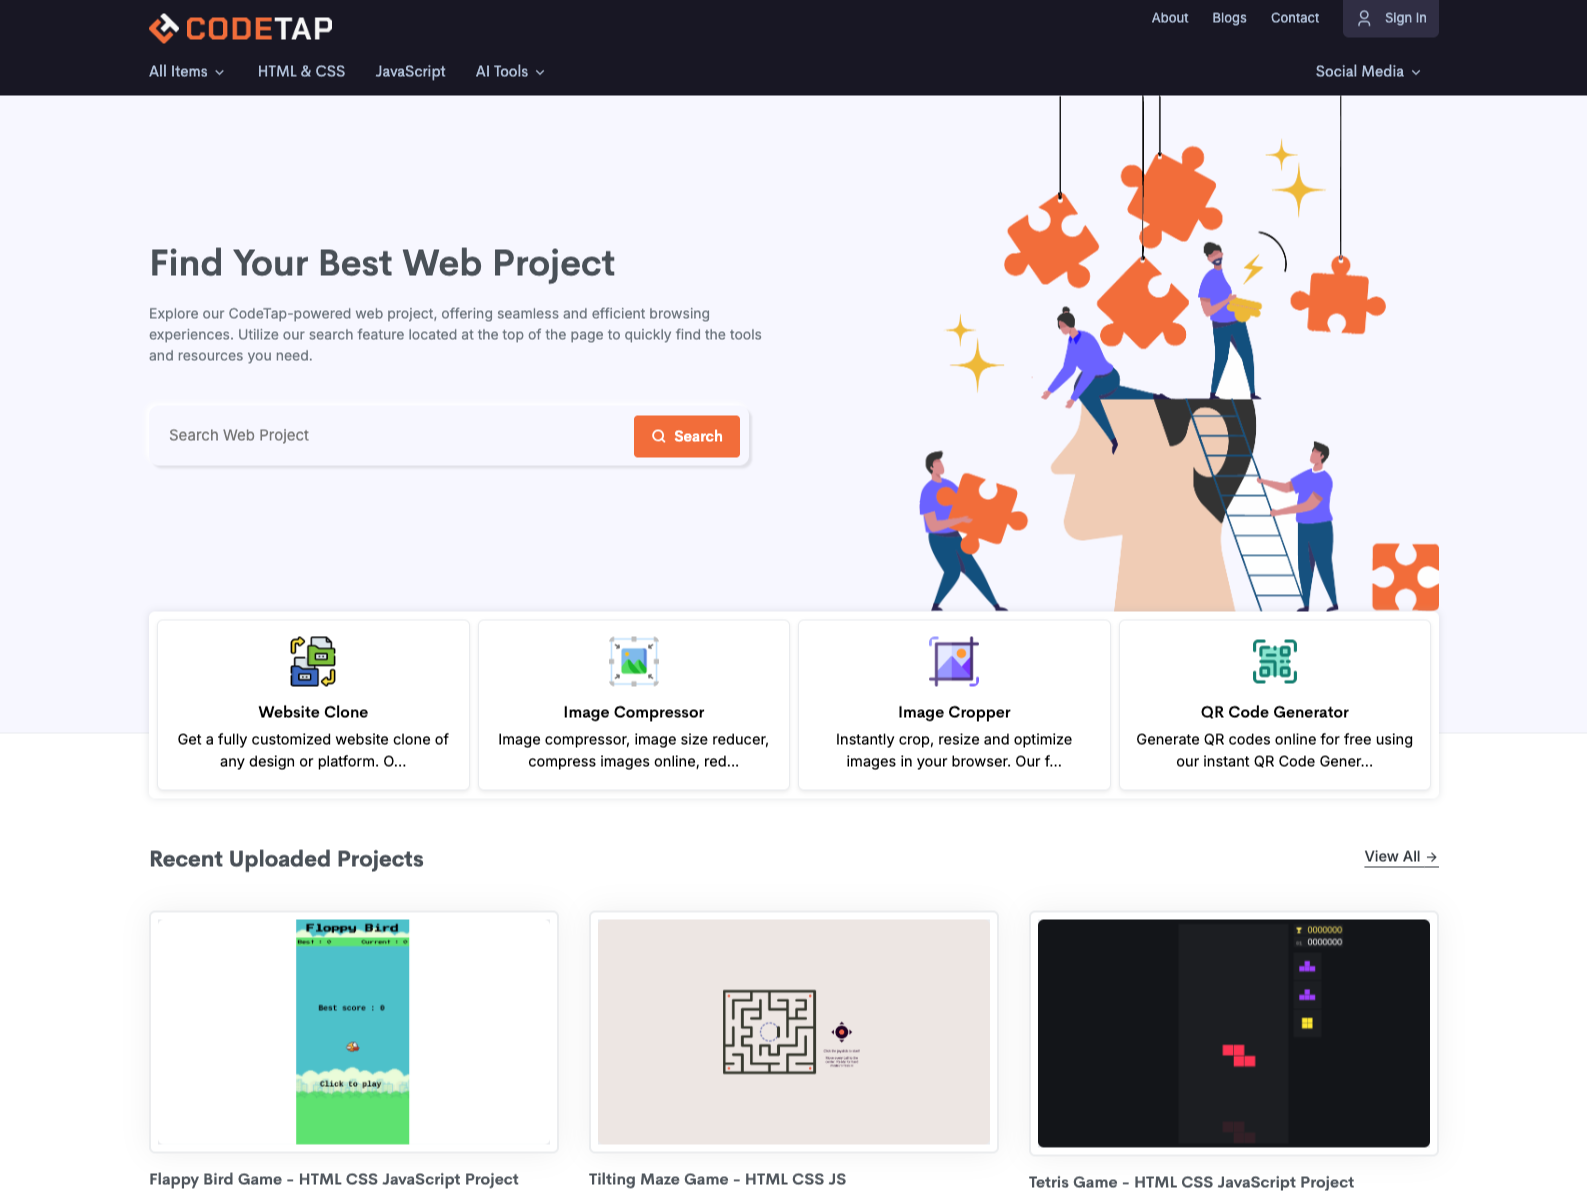 CODETAP
About
Blogs
Contact
Sign In
All Items
HTML & CSS
JavaScript
AI Tools
Social Media
Find Your Best Web Project
Explore our CodeTap-powered web project, offering seamless and efficient browsing
experiences. Utilize our search feature located at the top of the page to quickly find the tools
and resources you need.
Search Web Project
Search
Website Clone
Get a fully customized website clone of
any design or platform. O...
Image Compressor
Image compressor, image size reducer,
compress images online, red...
Image Cropper
Instantly crop, resize and optimize
images in your browser. Our f...
QR Code Generator
Generate QR codes online for free using
our instant QR Code Gener...
Recent Uploaded Projects
View All →
Floppy Bird
Best : 0
Current : 0
Best score : 0
Click to play
0000000
0000000
Flappy Bird Game - HTML CSS JavaScript Project
Tilting Maze Game - HTML CSS JS
Tetris Game - HTML CSS JavaScript Project